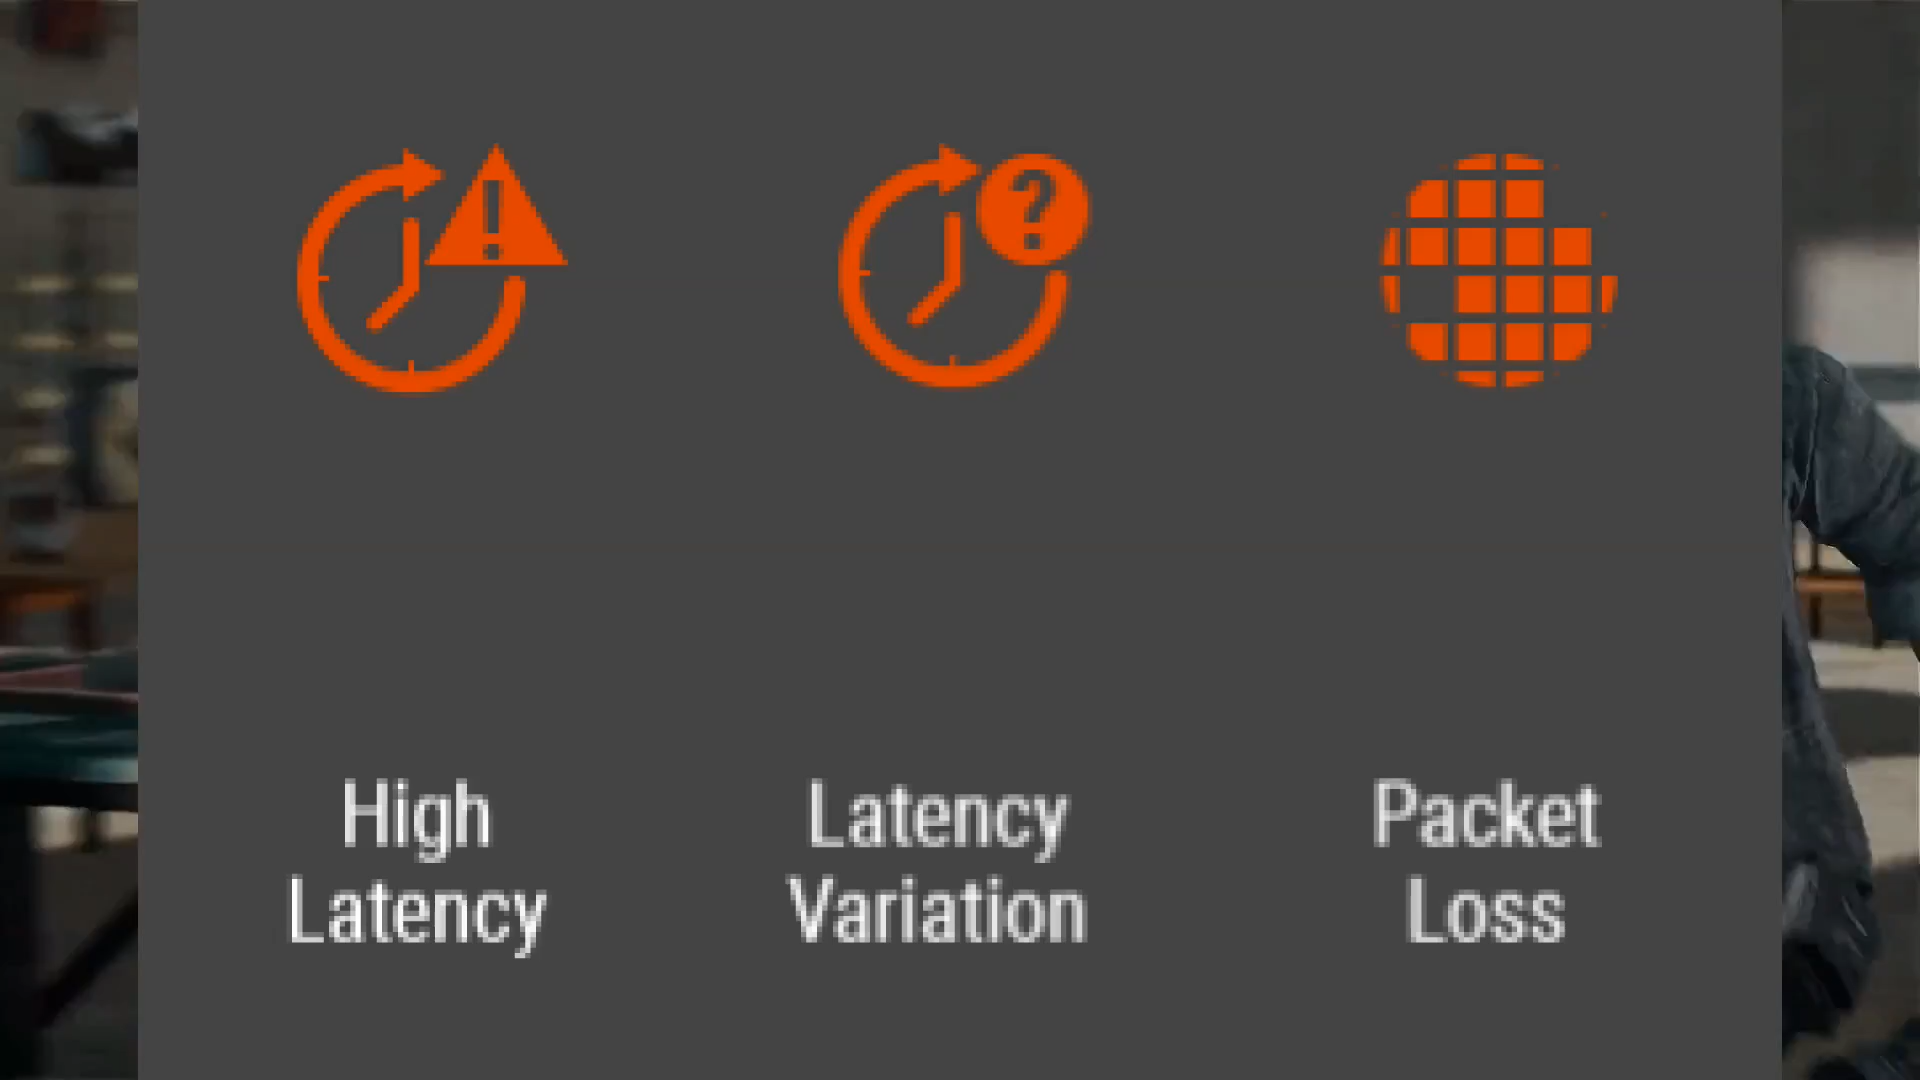 High
Latency
Latency
Variation
Packet
Loss